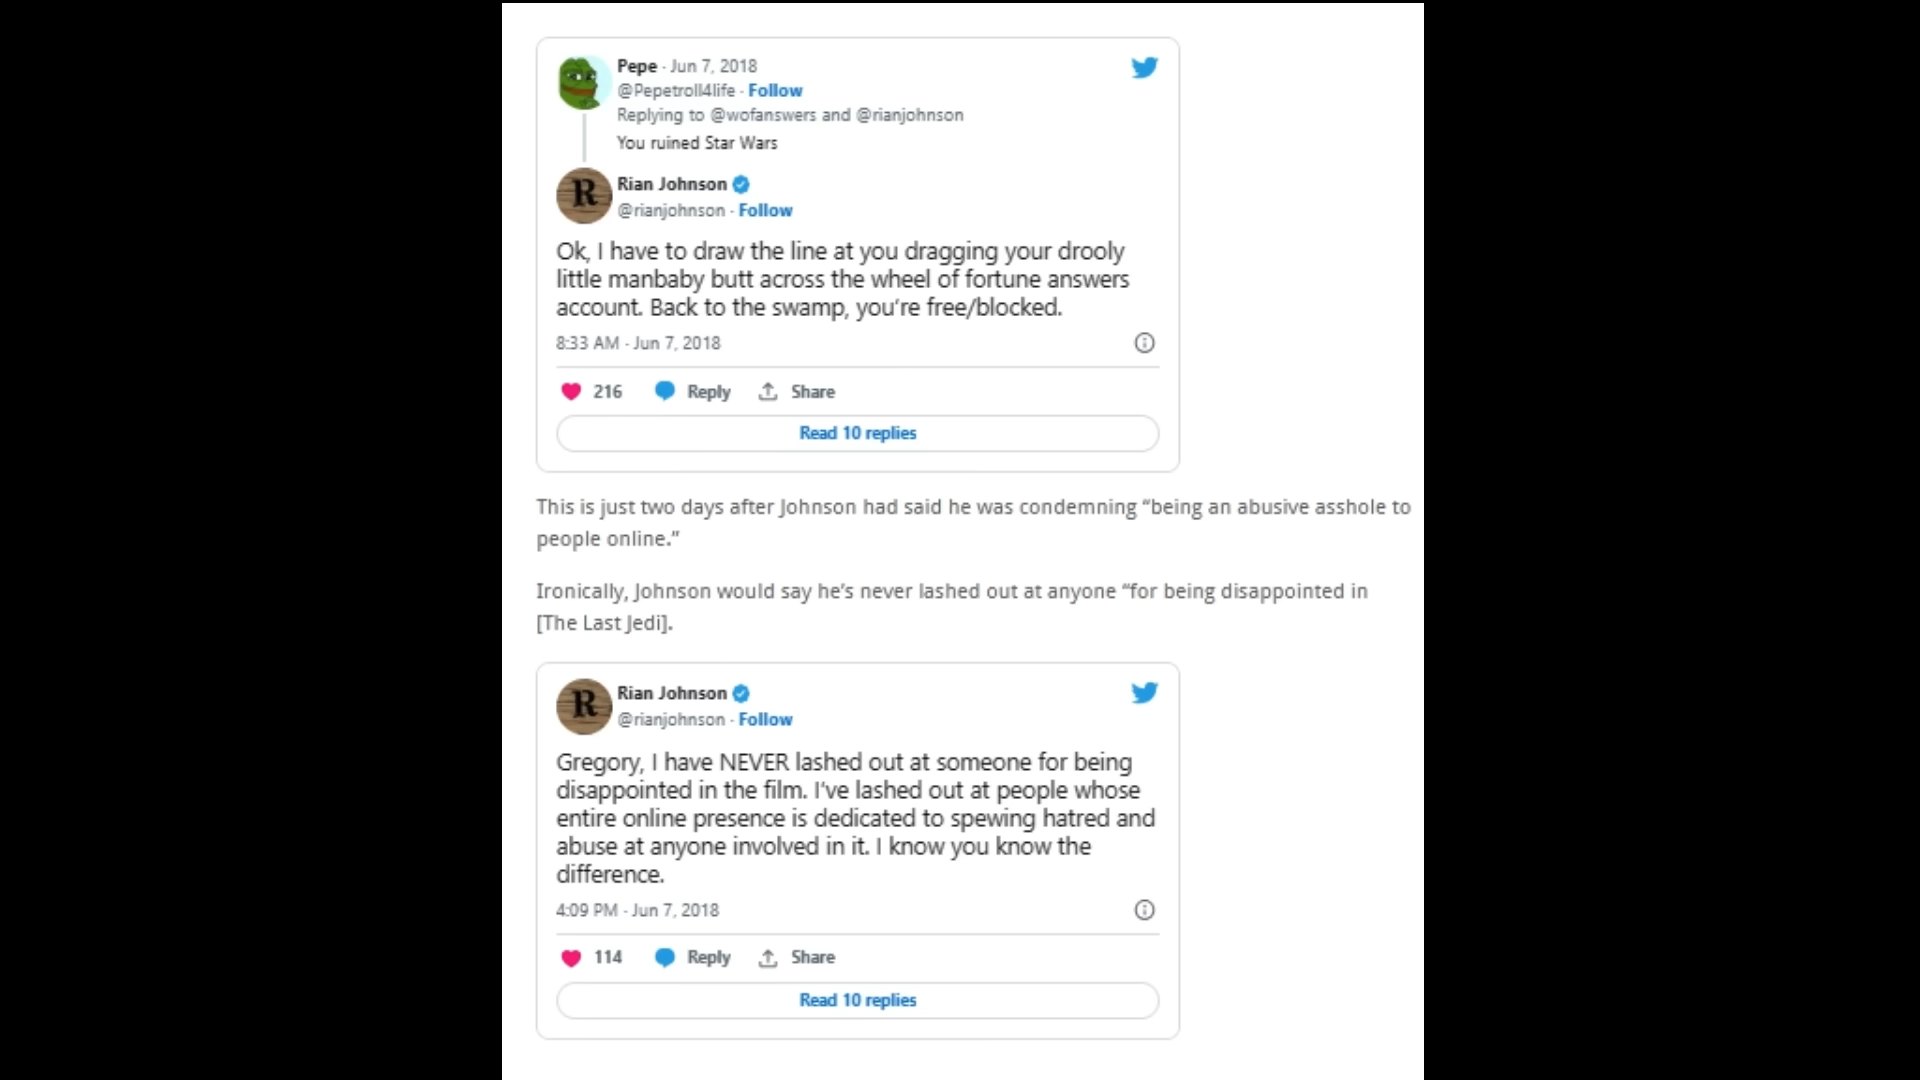 Pepe · Jun 7, 2018
@Pepetroll4life · Follow
Replying to @wofanswers and @rianjohnson
You ruined Star Wars
R
Rian Johnson
@rianjohnson · Follow
Ok, I have to draw the line at you dragging your drooly
little manbaby butt across the wheel of fortune answers
account. Back to the swamp, you’re free/blocked.
8:33 AM · Jun 7, 2018
216 Reply Share
Read 10 replies
This is just two days after Johnson had said he was condemning “being an abusive asshole to
people online.”
Ironically, Johnson would say he’s never lashed out at anyone “for being disappointed in
[The Last Jedi].
R
Rian Johnson
@rianjohnson · Follow
Gregory, I have NEVER lashed out at someone for being
disappointed in the film. I’ve lashed out at people whose
entire online presence is dedicated to spewing hatred and
abuse at anyone involved in it. I know you know the
difference.
4:09 PM · Jun 7, 2018
114 Reply Share
Read 10 replies